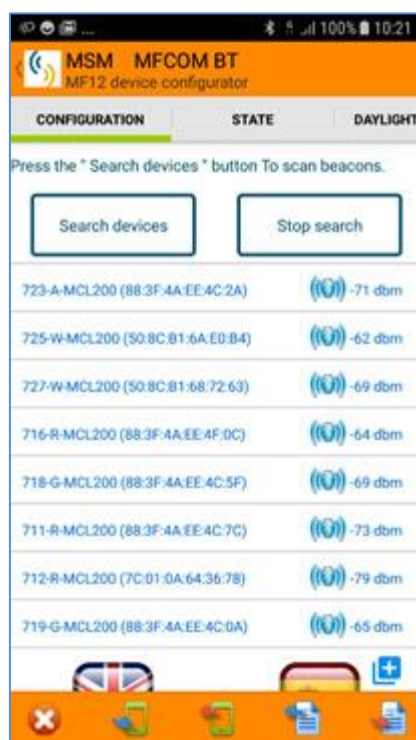 ... 100% 10:21
MSM MFCOM BT
MF12 device configurator
CONFIGURATION STATE DAYLIGHT
Press the " Search devices " button To scan beacons.
Search devices Stop search
723-A-MCL200 (88:3F:4A:EE:4C:2A) -71 dbm
725-W-MCL200 (50:8C:B1:6A:E0:B4) -62 dbm
727-W-MCL200 (50:8C:B1:68:72:63) -69 dbm
716-R-MCL200 (88:3F:4A:EE:4F:0C) -64 dbm
718-G-MCL200 (88:3F:4A:EE:4C:5F) -69 dbm
711-R-MCL200 (88:3F:4A:EE:4C:7C) -73 dbm
712-R-MCL200 (7C:01:0A:64:36:78) -79 dbm
719-G-MCL200 (88:3F:4A:EE:4C:0A) -65 dbm